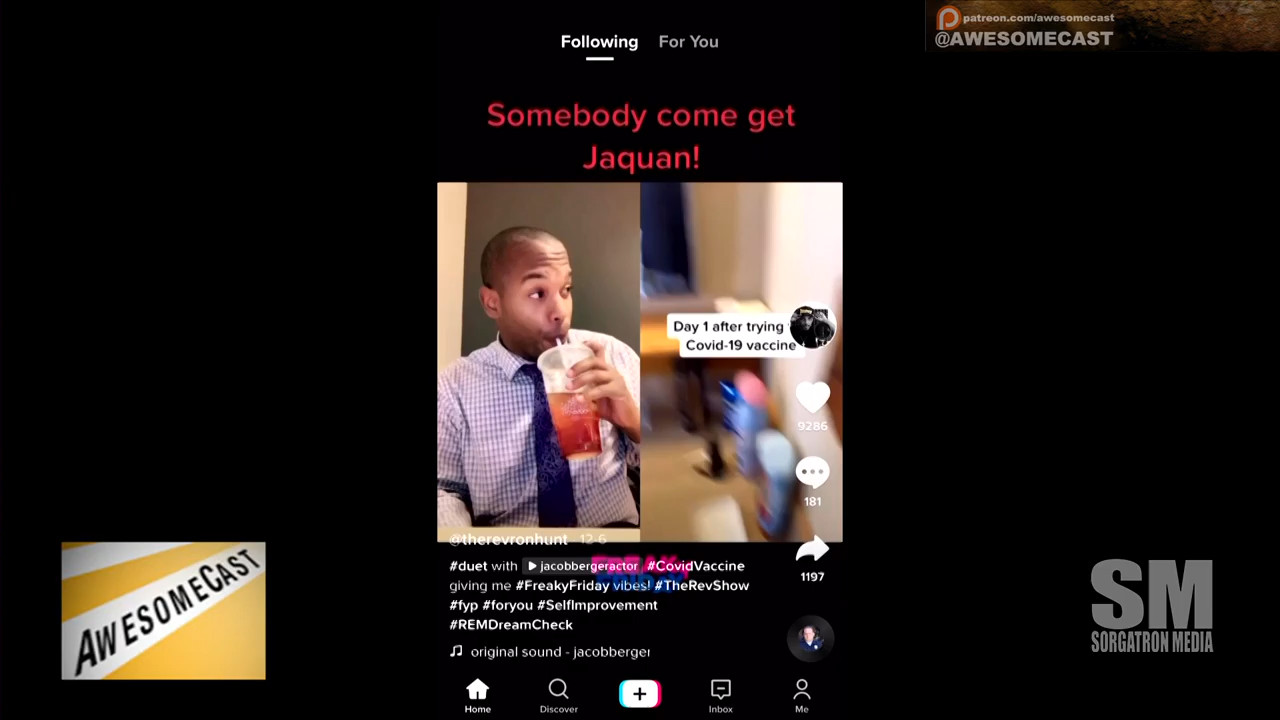 patreon.com/awesomecast
@AWESOMECAST
Following For You
Somebody come get
Jaquan!
Day 1 after trying
Covid-19 vaccine
9286
181
1197
@therevronhunt · 12-6
#duet with jacobbergeractor #CovidVaccine
giving me #FreakyFriday vibes! #TheRevShow
#fyp #foryou #SelfImprovement
#REMDreamCheck
original sound - jacobberger
Home Discover Inbox Me
AWESOMECAST
SM
SORGATRON MEDIA